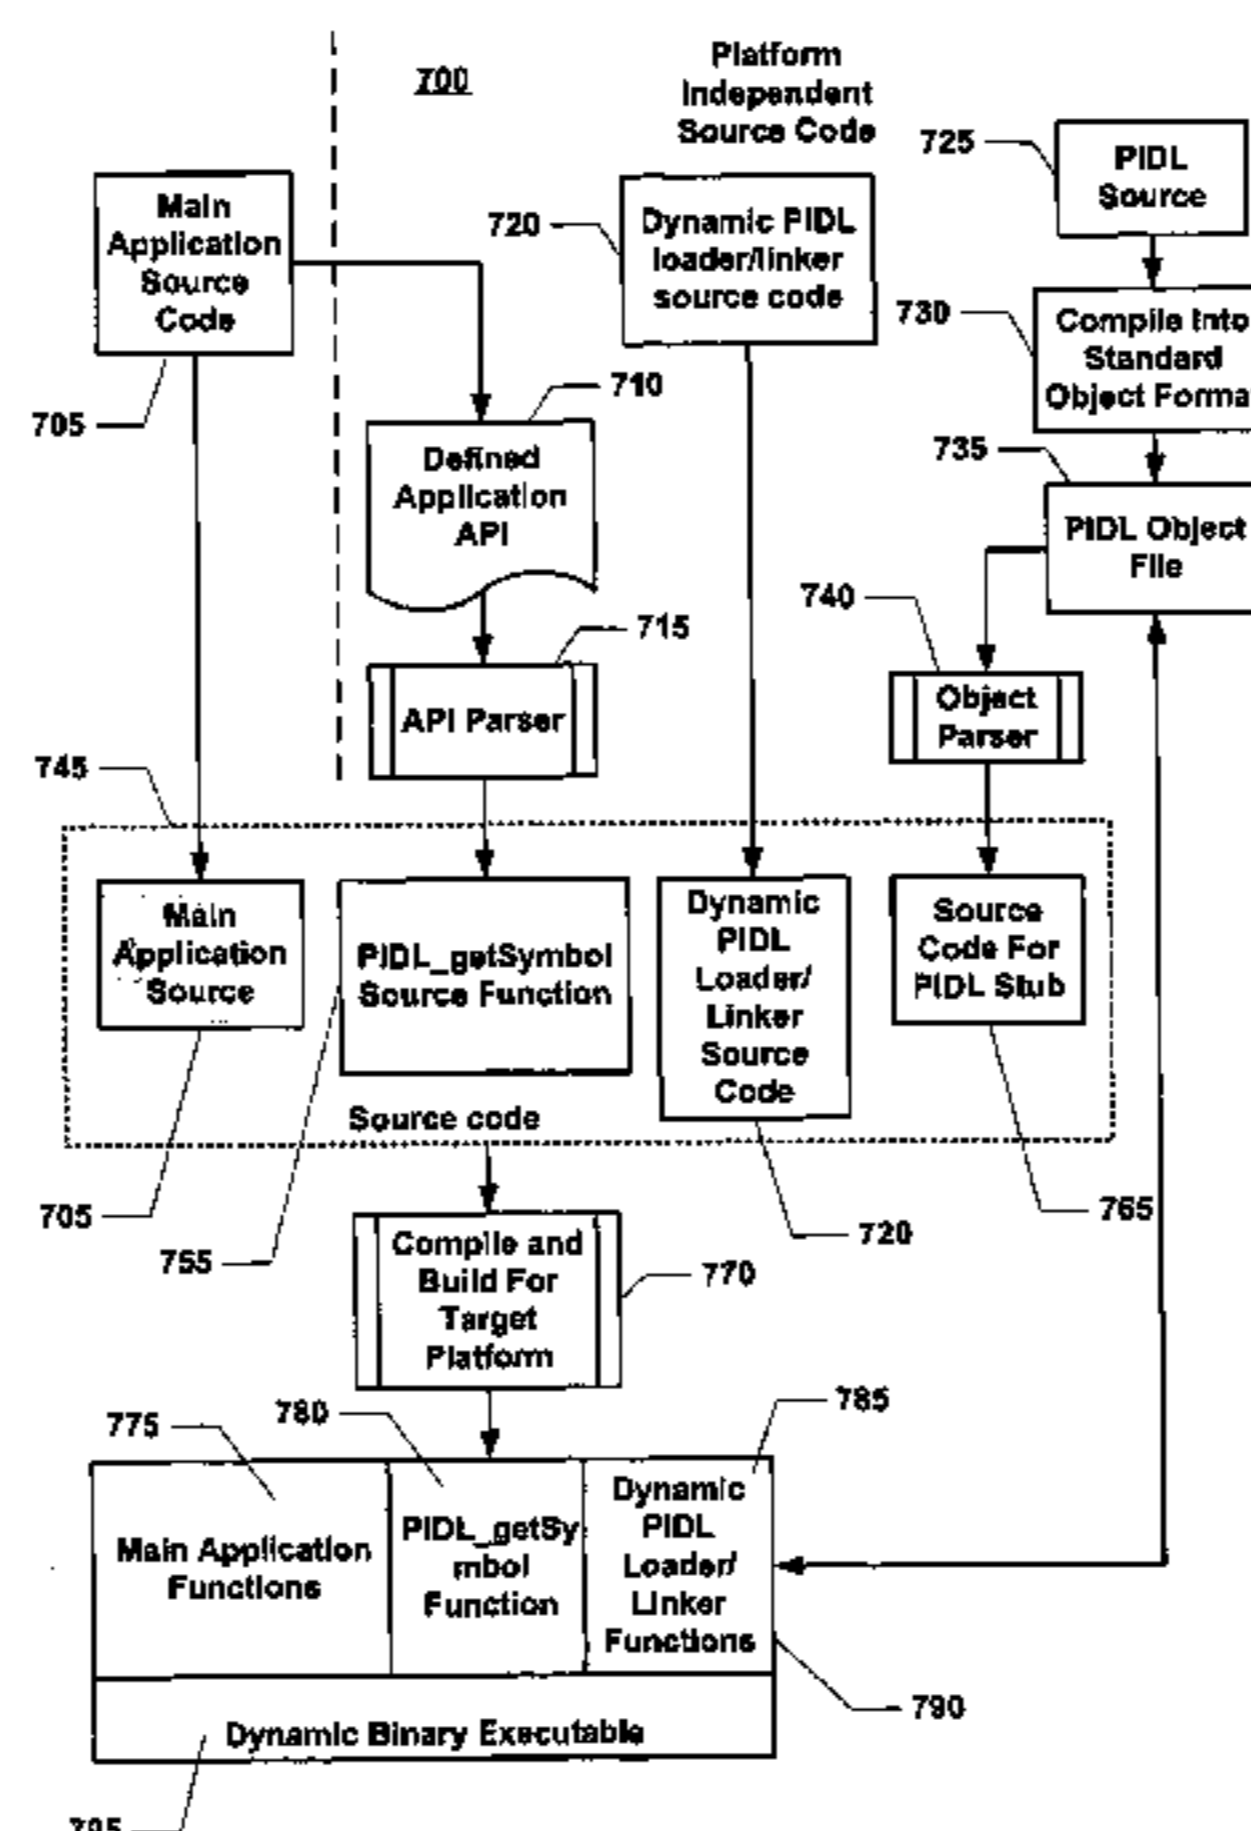 700
Platform
Independent
Source Code
725
PIDL
Source
Main
Application
Source
Code
720
Dynamic PIDL
loader/linker
source code
730
Compile Into
Standard
Object Forma
705
710
Defined
Application
API
735
PIDL Object
File
740
715
API Parser
Object
Parser
745
Main
Application
Source
PIDL_getSymbol
Source Function
Dynamic
PIDL
Loader/
Linker
Source
Code
Source
Code For
PIDL Stub
Source code
705
755
720
765
Compile and
Build For
Target
Platform
770
775
780
785
Main Application
Functions
PIDL_getSy
mbol
Function
Dynamic
PIDL
Loader/
Linker
Functions
790
Dynamic Binary Executable